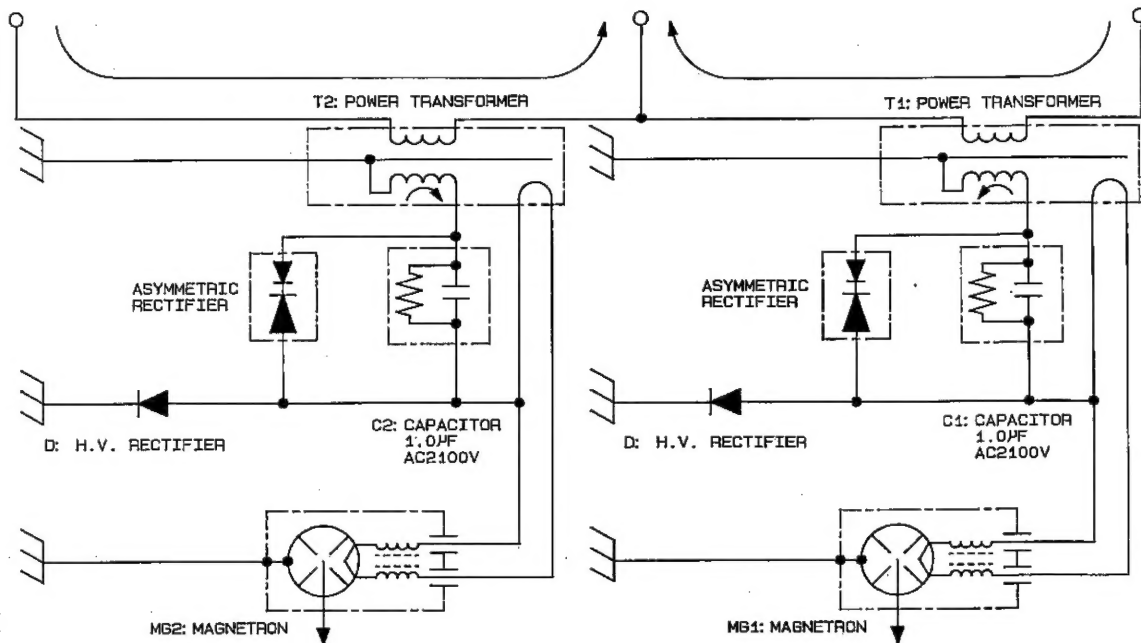 T2: POWER TRANSFORMER
T1: POWER TRANSFORMER
ASYMMETRIC
RECTIFIER
ASYMMETRIC
RECTIFIER
C2: CAPACITOR
1.0μF
AC2100V
D: H.V. RECTIFIER
C1: CAPACITOR
1.0μF
AC2100V
D: H.V. RECTIFIER
MG2: MAGNETRON
MG1: MAGNETRON